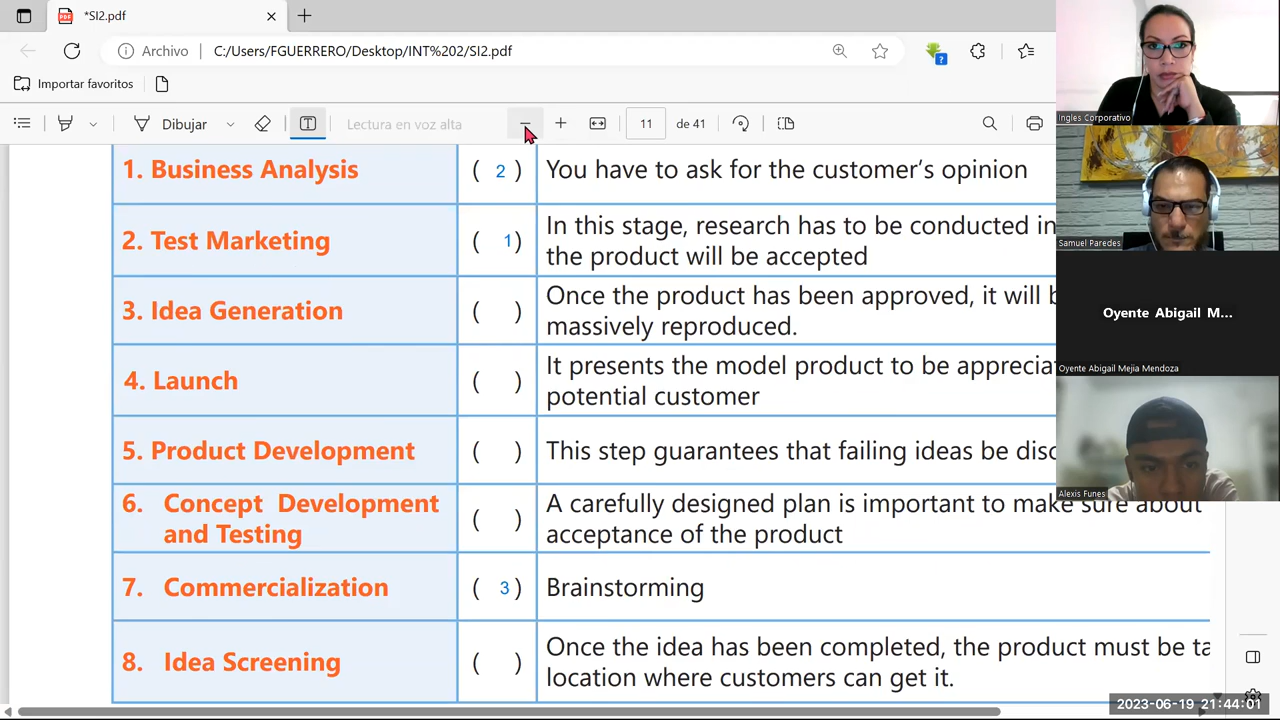 *SI2.pdf
Archivo C:/Users/FGUERRERO/Desktop/INT%202/SI2.pdf
Importar favoritos
Dibujar Lectura en voz alta 11 de 41
1. Business Analysis ( 2 ) You have to ask for the customer's opinion
2. Test Marketing ( 1 ) In this stage, research has to be conducted in
the product will be accepted
3. Idea Generation ( ) Once the product has been approved, it will b
massively reproduced.
4. Launch ( ) It presents the model product to be apprecia
potential customer
5. Product Development ( ) This step guarantees that failing ideas be disc
6. Concept Development
and Testing
( ) A carefully designed plan is important to make sure about
acceptance of the product
7. Commercialization ( 3 ) Brainstorming
8. Idea Screening ( ) Once the idea has been completed, the product must be ta
location where customers can get it.
Ingles Corporativo
Samuel Paredes
Oyente Abigail M...
Oyente Abigail Mejia Mendoza
Alexis Funes
2023-06-19 21:44:01